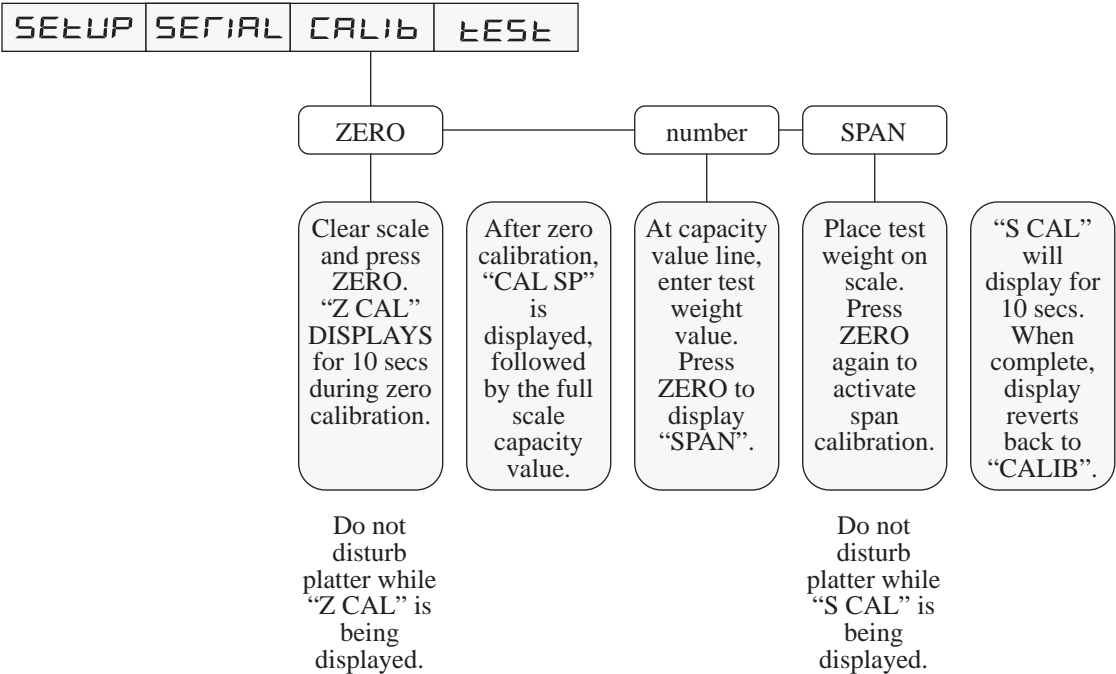 SEtUP SErIAL CALIb tESt
ZERO number SPAN
Clear scale
and press
ZERO.
“Z CAL”
DISPLAYS
for 10 secs
during zero
calibration.
After zero
calibration,
“CAL SP”
is
displayed,
followed
by the full
scale
capacity
value.
At capacity
value line,
enter test
weight
value.
Press
ZERO to
display
“SPAN”.
Place test
weight on
scale.
Press
ZERO
again to
activate
span
calibration.
“S CAL”
will
display for
10 secs.
When
complete,
display
reverts
back to
“CALIB”.
Do not
disturb
platter while
“Z CAL” is
being
displayed.
Do not
disturb
platter while
“S CAL” is
being
displayed.